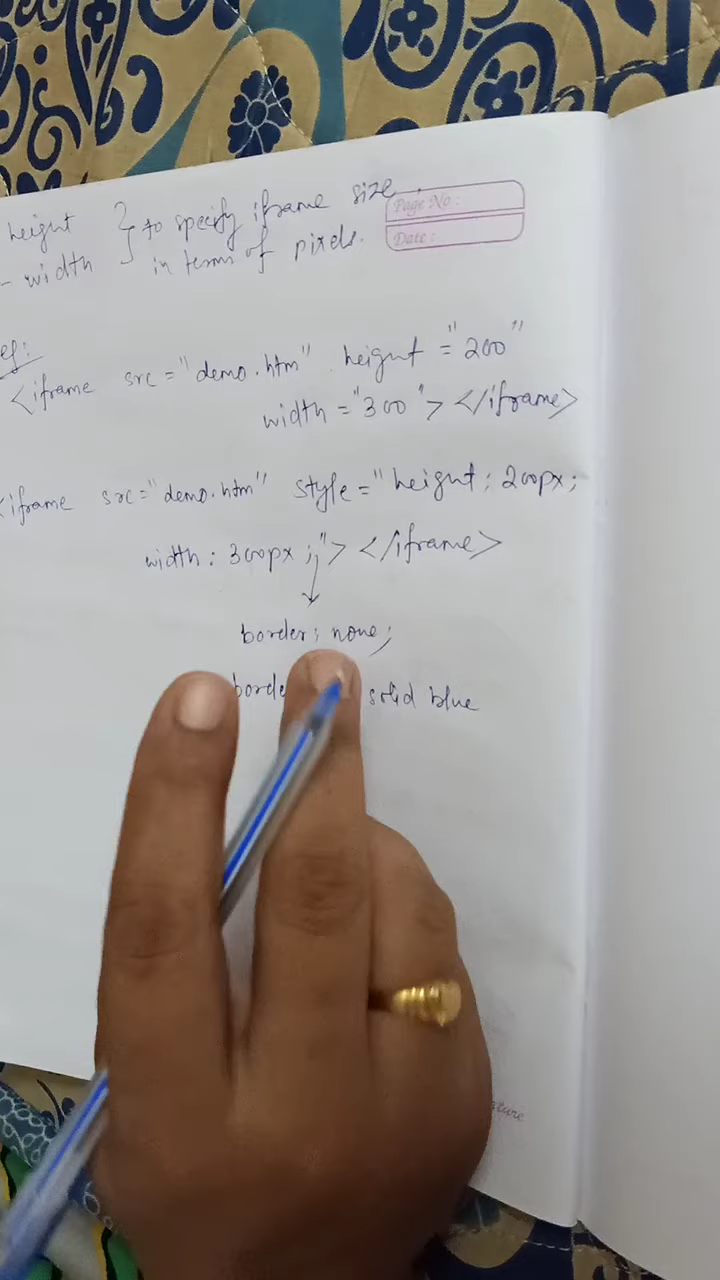 height } to specify iframe size.
- width } in terms of pixels.
Page No :
Date :
eg:
<iframe src="demo.htm" height="200"
width="300"> </iframe>
<iframe src="demo.htm" style="height: 200px;
width: 300px;"> </iframe>
border: none;
borde solid blue